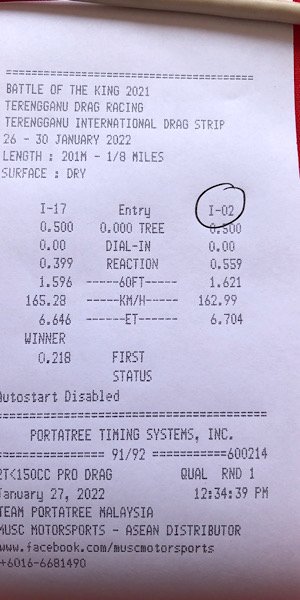 =====================================
BATTLE OF THE KING 2021
TERENGGANU DRAG RACING
TERENGGANU INTERNATIONAL DRAG STRIP
26 - 30 JANUARY 2022
LENGTH : 201M - 1/8 MILES
SURFACE : DRY
I-17 Entry I-02
0.500 0.000 TREE 0.500
0.00 DIAL-IN 0.00
0.399 REACTION 0.559
1.596 -----60FT----- 1.621
165.28 -----KM/H----- 162.99
6.646 ------ET------ 6.704
WINNER
0.218 FIRST
STATUS
Autostart Disabled
=====================================
PORTATREE TIMING SYSTEMS, INC.
================ 91/92 ===========600214
2T<150CC PRO DRAG QUAL RND 1
January 27, 2022 12:34:39 PM
TEAM PORTATREE MALAYSIA
MUSC MOTORSPORTS - ASEAN DISTRIBUTOR
www.facebook.com/muscmotorsports
+6016-6681490